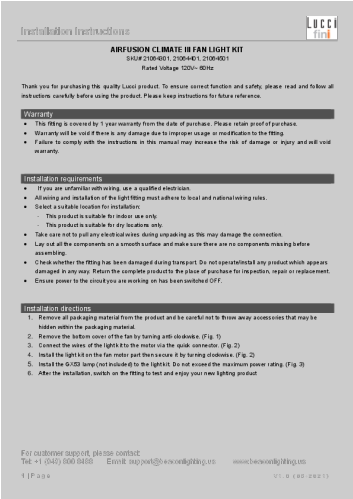 Installation Instructions
Lucci
fini
AIRFUSION CLIMATE III FAN LIGHT KIT
SKU# 21064301, 21064401, 21064501
Rated Voltage 120V~ 60Hz
Thank you for purchasing this quality Lucci product. To ensure correct function and safety, please read and follow all
instructions carefully before using the product. Please keep instructions for future reference.
Warranty
● This fitting is covered by 1 year warranty from the date of purchase. Please retain proof of purchase.
● Warranty will be void if there is any damage due to improper usage or modification to the fitting.
● Failure to comply with the instructions in this manual may increase the risk of damage or injury and will void
warranty.
Installation requirements
● If you are unfamiliar with wiring, use a qualified electrician.
● All wiring and installation of the light fitting must adhere to local and national wiring rules.
● Select a suitable location for installation:
- This product is suitable for indoor use only.
- This product is suitable for dry locations only.
● Take care not to pull any electrical wires during unpacking as this may damage the connection.
● Lay out all the components on a smooth surface and make sure there are no components missing before
assembling.
● Check whether the fitting has been damaged during transport. Do not operate/install any product which appears
damaged in any way. Return the complete product to the place of purchase for inspection, repair or replacement.
● Ensure power to the circuit you are working on has been switched OFF.
Installation directions
1. Remove all packaging material from the product and be careful not to throw away accessories that may be
hidden within the packaging material.
2. Remove the bottom cover of the fan by turning anti-clockwise. (Fig. 1)
3. Connect the wires of the light kit to the motor via the quick connector. (Fig. 2)
4. Install the light kit on the fan motor part then secure it by turning clockwise. (Fig. 2)
5. Install the GX53 lamp (not included) to the light kit. Do not exceed the maximum power rating. (Fig. 3)
6. After the installation, switch on the fitting to test and enjoy your new lighting product
For customer support, please contact:
Tel: +1 (949) 800 8488 Email: support@beaconlighting.us www.beaconlighting.us
1 | Page